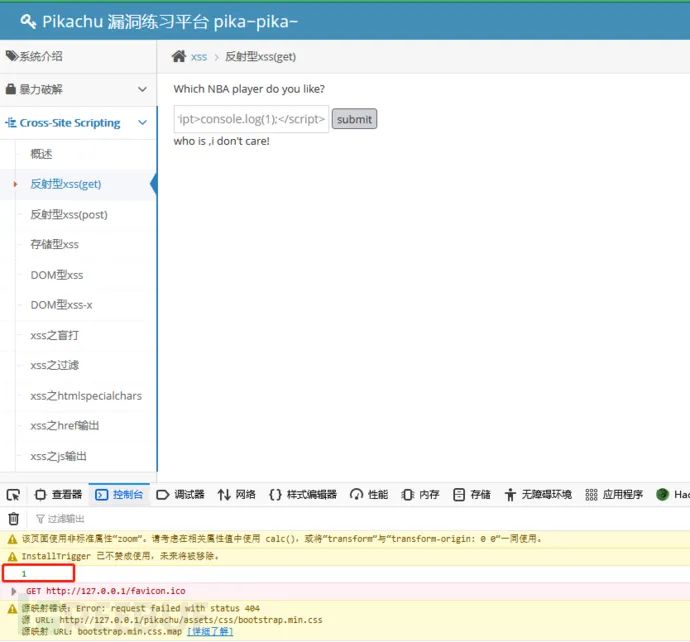 Pikachu 漏洞练习平台 pika~pika~
系统介绍
xss > 反射型xss(get)
暴力破解
Cross-Site Scripting
概述
反射型xss(get)
反射型xss(post)
存储型xss
DOM型xss
DOM型xss-x
xss之盲打
xss之过滤
xss之htmlspecialchars
xss之href输出
xss之js输出
Which NBA player do you like?
ipt>console.log(1);</script> submit
who is ,i don't care!
查看器 控制台 调试器 网络 样式编辑器 性能 内存 存储 无障碍环境 应用程序 Hac
过滤输出
该页面使用非标准属性“zoom”。请考虑在相关属性值中使用 calc(), 或将“transform”与“transform-origin: 0 0”一同使用。
InstallTrigger 已不赞成使用，未来将被移除。
1
GET http://127.0.0.1/favicon.ico
源映射错误: Error: request failed with status 404
源 URL: http://127.0.0.1/pikachu/assets/css/bootstrap.min.css
源映射 URL: bootstrap.min.css.map [详细了解]